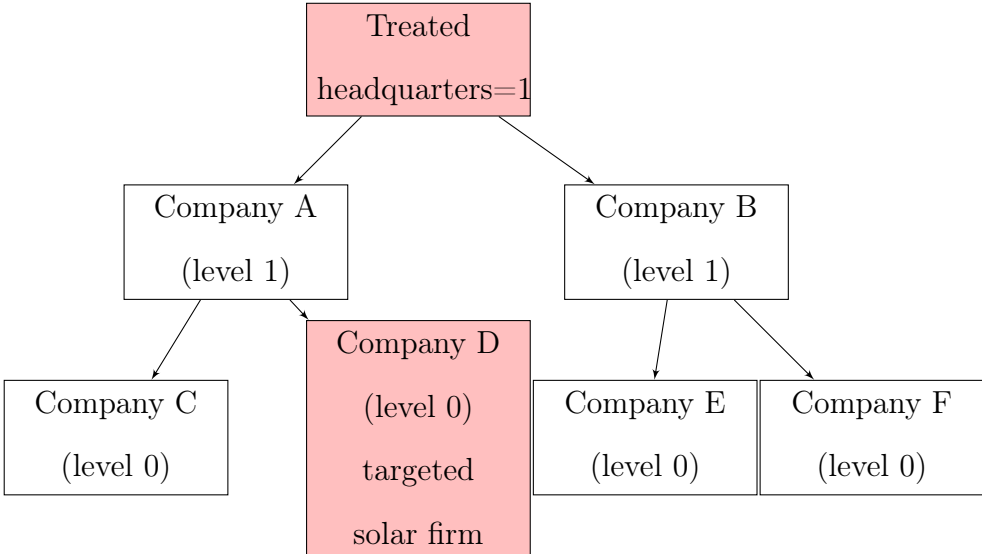 Treated
headquarters=1
Company A
(level 1)
Company B
(level 1)
Company C
(level 0)
Company D
(level 0)
targeted
solar firm
Company E
(level 0)
Company F
(level 0)